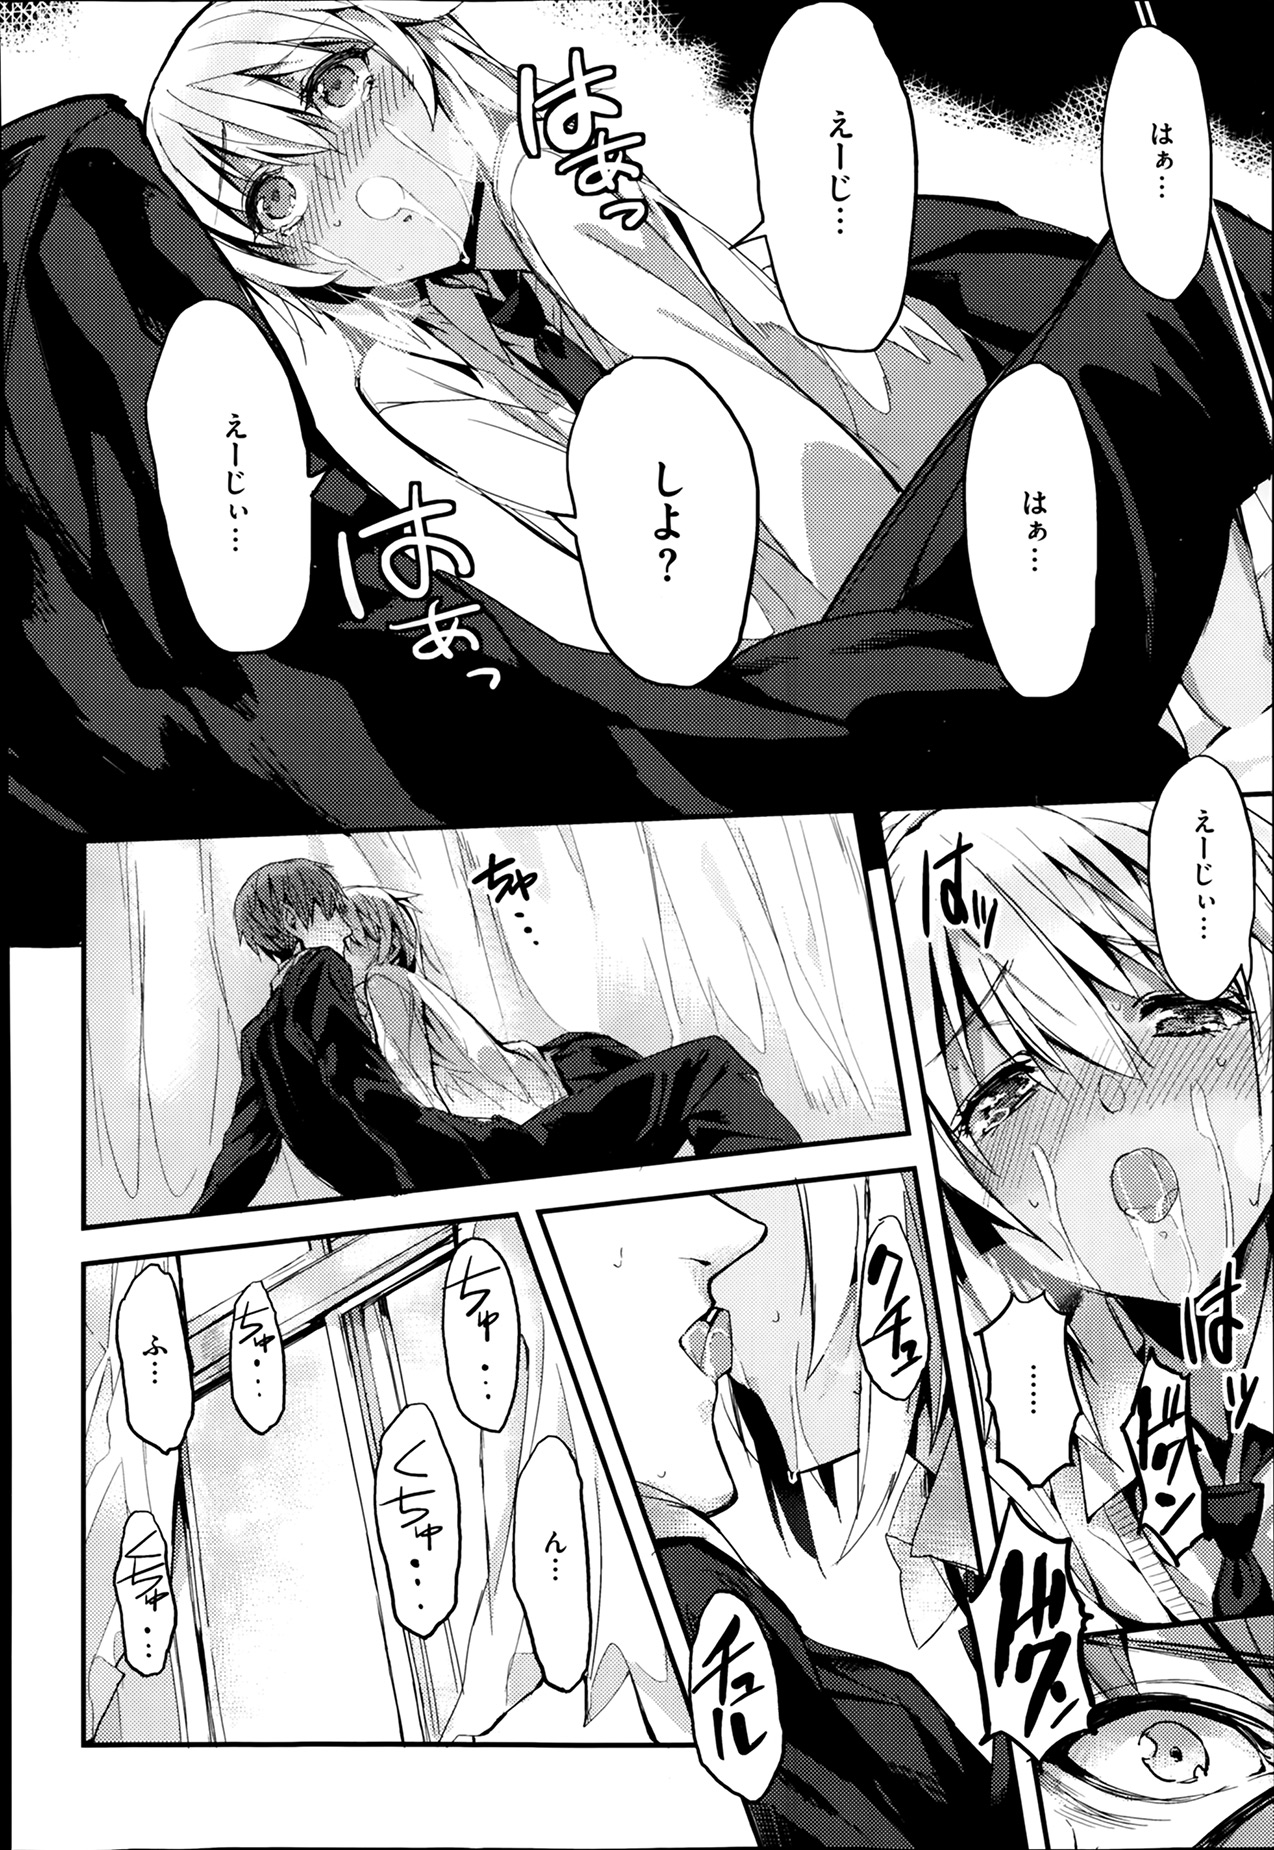 はぁ…
えーじ…
はぁぁっ
はぁ…
しよ？
えーじぃ…
はぁぁっ
えーじぃ…
はッ
はッ
……
ドクン
ドクン
ちゅ・・・
クチュ
チュル
ちゅ・・・
ん…
くちゅ・・・
ちゅ・・・
ふ…
くちゅ・・・